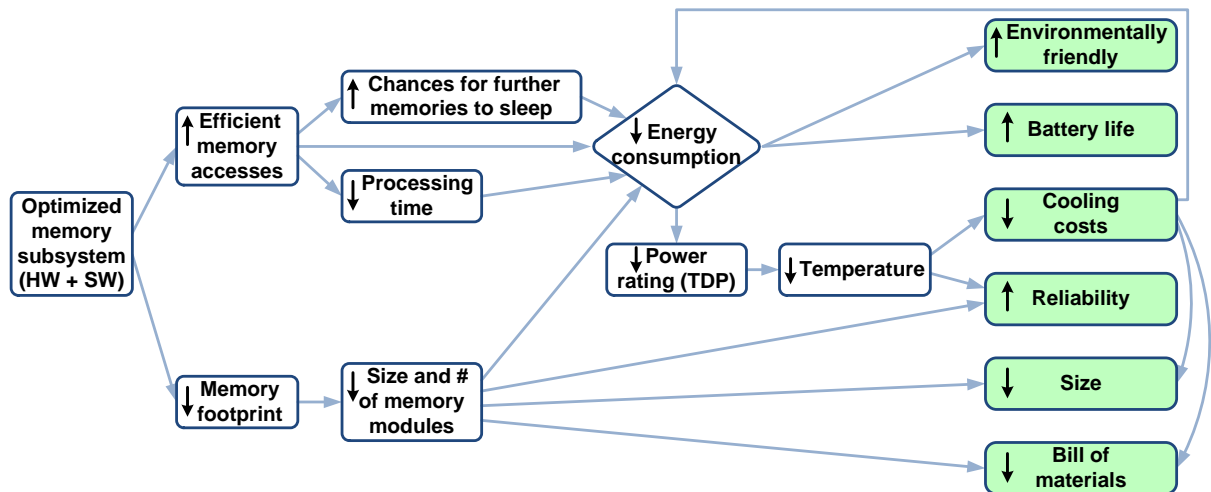 Optimized
memory
subsystem
(HW + SW)
↑ Efficient
memory
accesses
↓ Memory
footprint
↑ Chances for further
memories to sleep
↓ Processing
time
↓ Size and #
of memory
modules
↓ Energy
consumption
↓ Power
rating (TDP)
↓ Temperature
↑ Environmentally
friendly
↑ Battery life
↓ Cooling
costs
↑ Reliability
↓ Size
↓ Bill of
materials